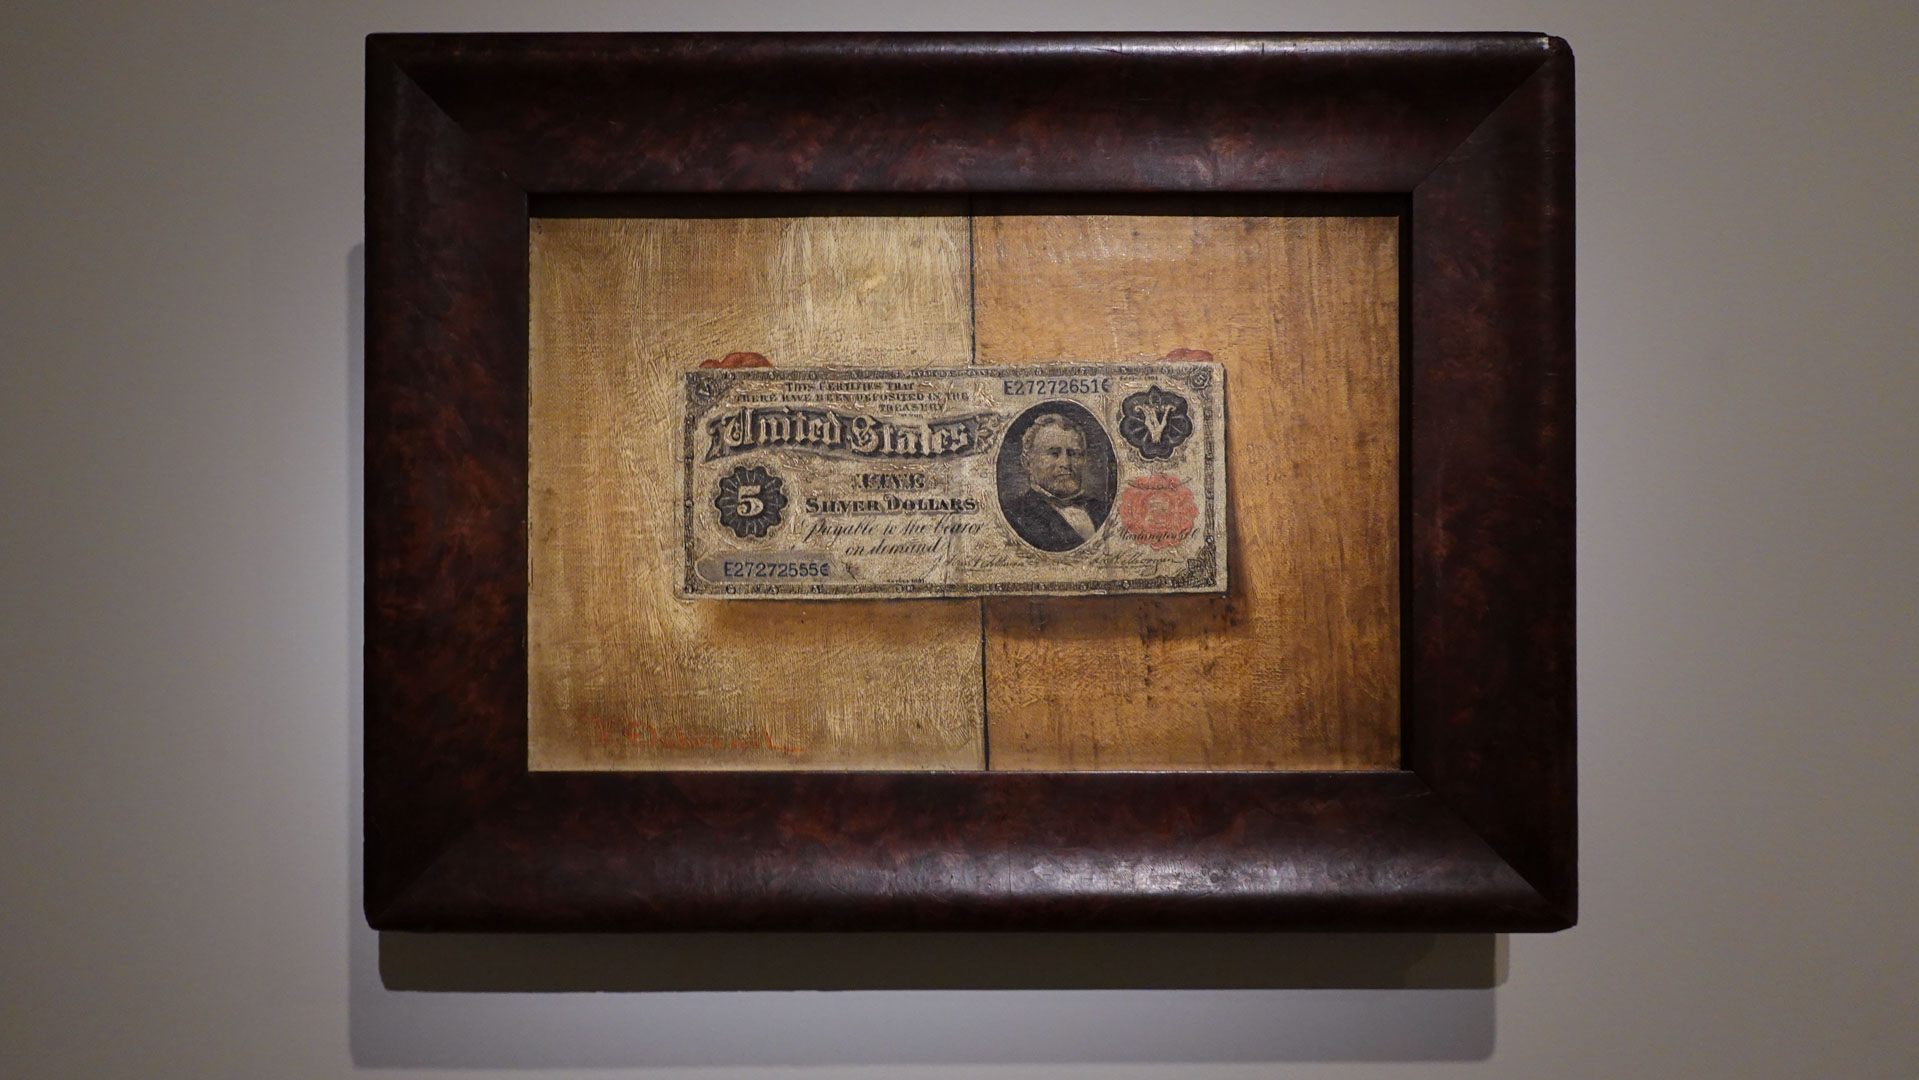 THIS CERTIFIES THAT
THERE HAVE BEEN DEPOSITED IN THE
TREASURY
E27272651
V
United States
5
FIVE
SILVER DOLLARS
payable to the bearer
on demand
Washington
E27272555